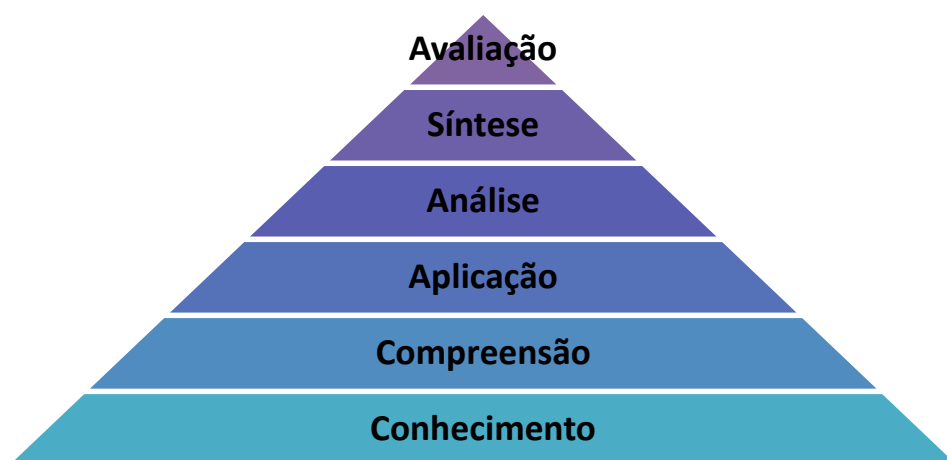 Avaliação
Síntese
Análise
Aplicação
Compreensão
Conhecimento